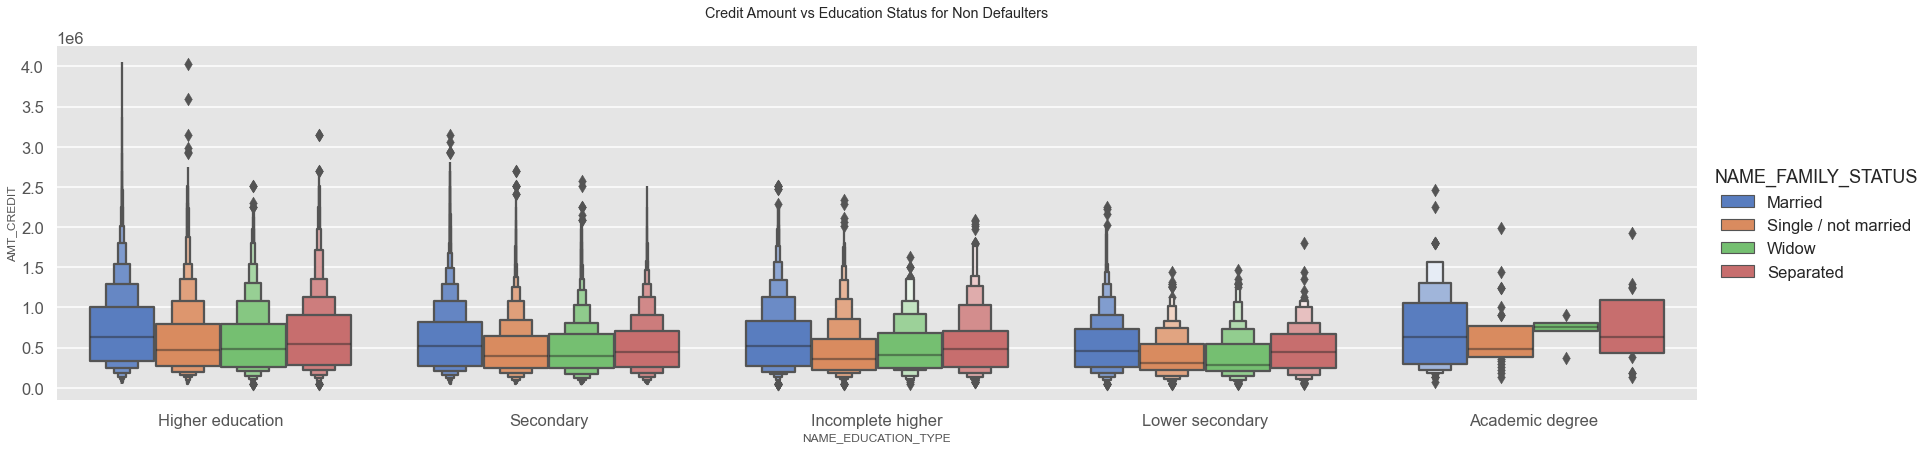 Credit Amount vs Education Status for Non Defaulters
1e6
4.0
3.5
3.0
2.5
2.0
1.5
1.0
0.5
0.0
AMT_CREDIT
Higher education
Secondary
Incomplete higher
Lower secondary
Academic degree
NAME_EDUCATION_TYPE
NAME_FAMILY_STATUS
Married
Single / not married
Widow
Separated